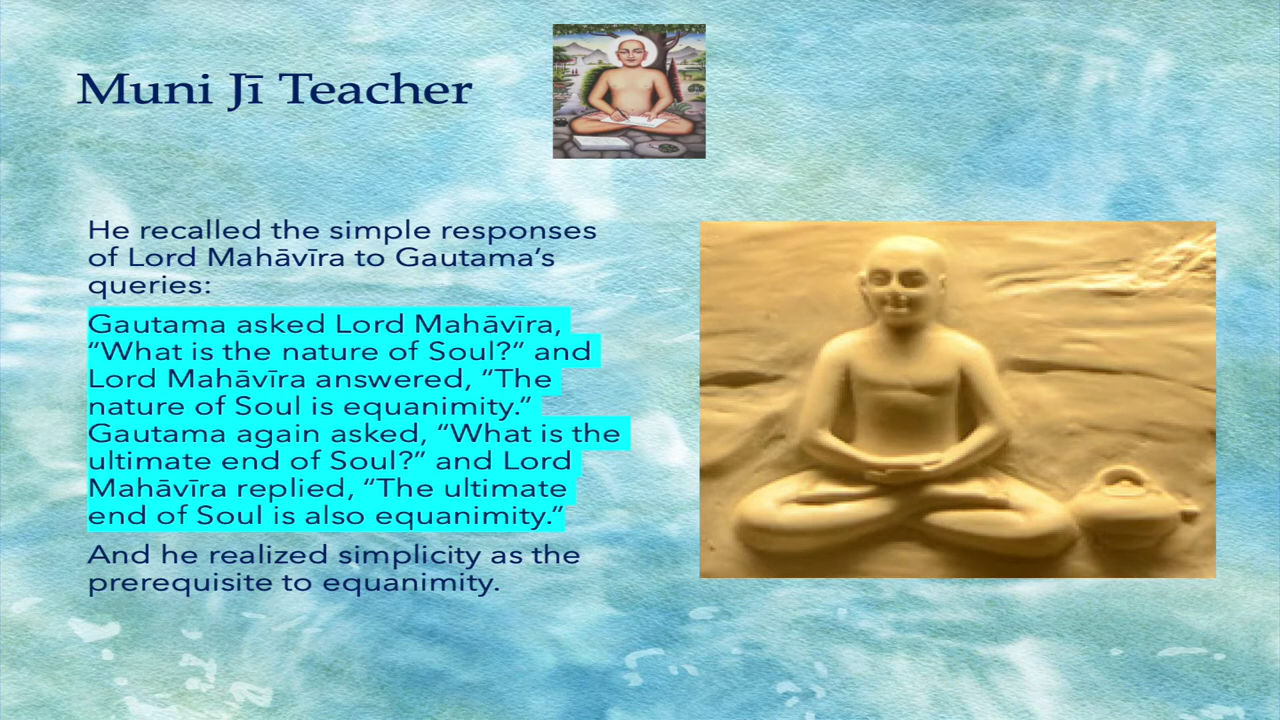 Muni Jī Teacher
He recalled the simple responses
of Lord Mahāvīra to Gautama’s
queries:
Gautama asked Lord Mahāvīra,
“What is the nature of Soul?” and
Lord Mahāvīra answered, “The
nature of Soul is equanimity.”
Gautama again asked, “What is the
ultimate end of Soul?” and Lord
Mahāvīra replied, “The ultimate
end of Soul is also equanimity.”
And he realized simplicity as the
prerequisite to equanimity.